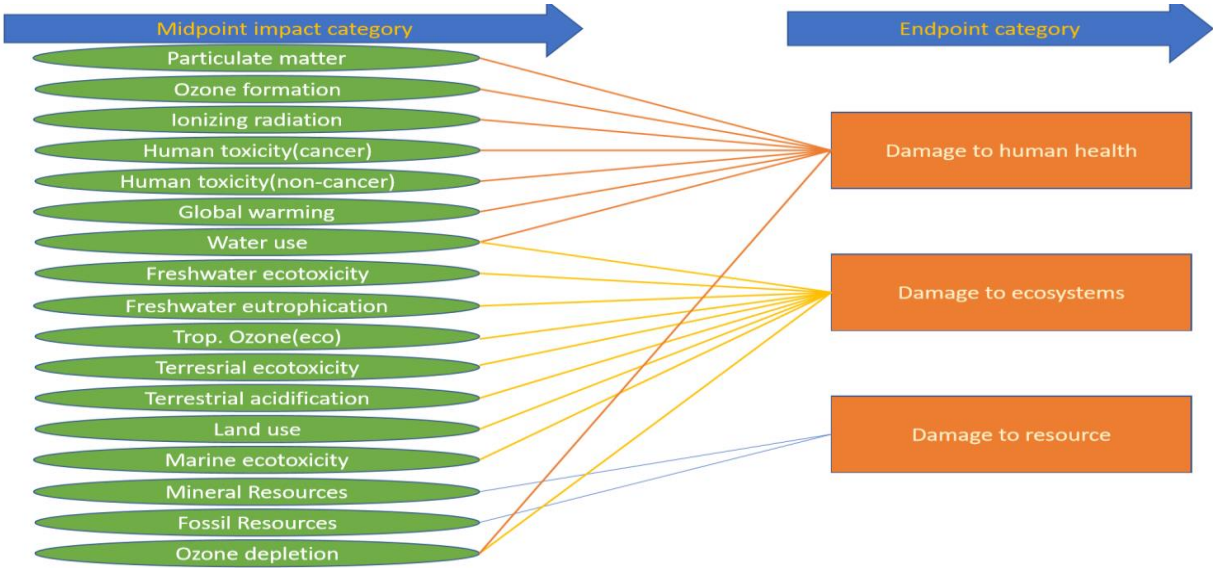 Midpoint impact category
Endpoint category
Particulate matter
Ozone formation
Ionizing radiation
Human toxicity(cancer)
Human toxicity(non-cancer)
Global warming
Water use
Freshwater ecotoxicity
Freshwater eutrophication
Trop. Ozone(eco)
Terresrial ecotoxicity
Terrestrial acidification
Land use
Marine ecotoxicity
Mineral Resources
Fossil Resources
Ozone depletion
Damage to human health
Damage to ecosystems
Damage to resource